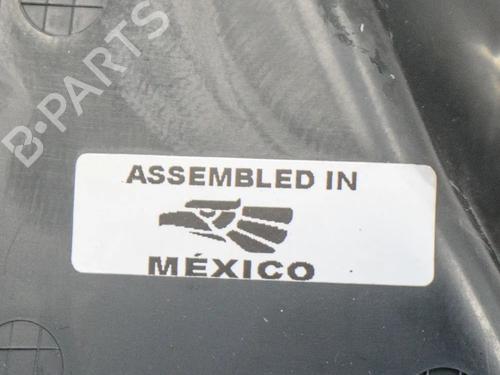 B-PARTS
ASSEMBLED IN
MÉXICO